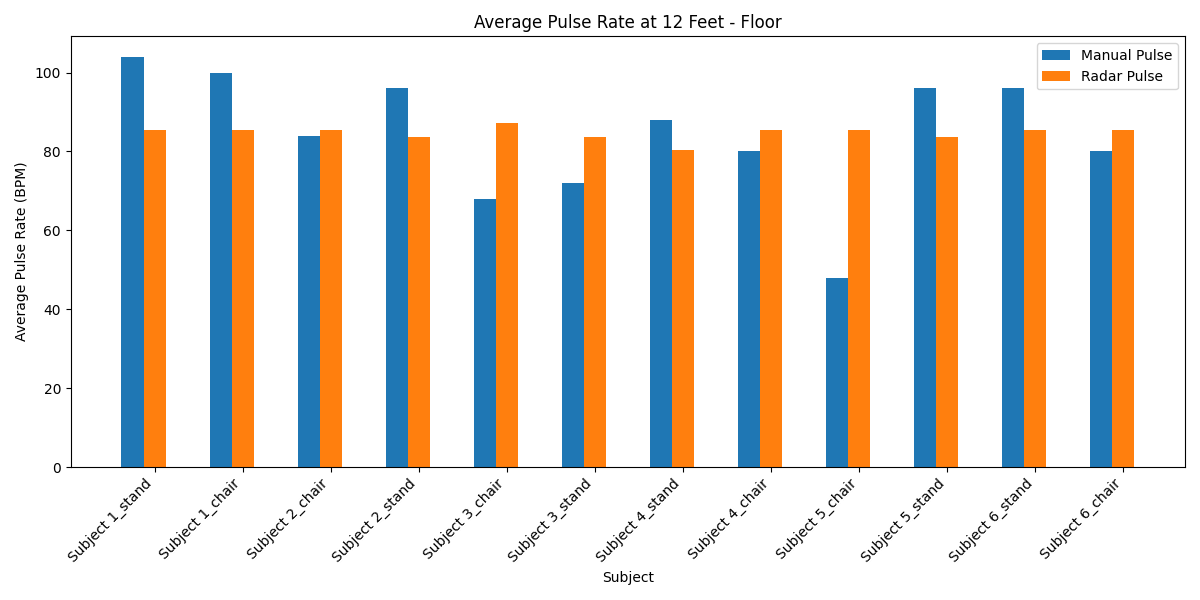 Average Pulse Rate at 12 Feet - Floor
Manual Pulse
Radar Pulse
Average Pulse Rate (BPM)
100
80
60
40
20
0
Subject 1_stand
Subject 1_chair
Subject 2_chair
Subject 2_stand
Subject 3_chair
Subject 3_stand
Subject 4_stand
Subject 4_chair
Subject 5_chair
Subject 5_stand
Subject 6_stand
Subject 6_chair
Subject